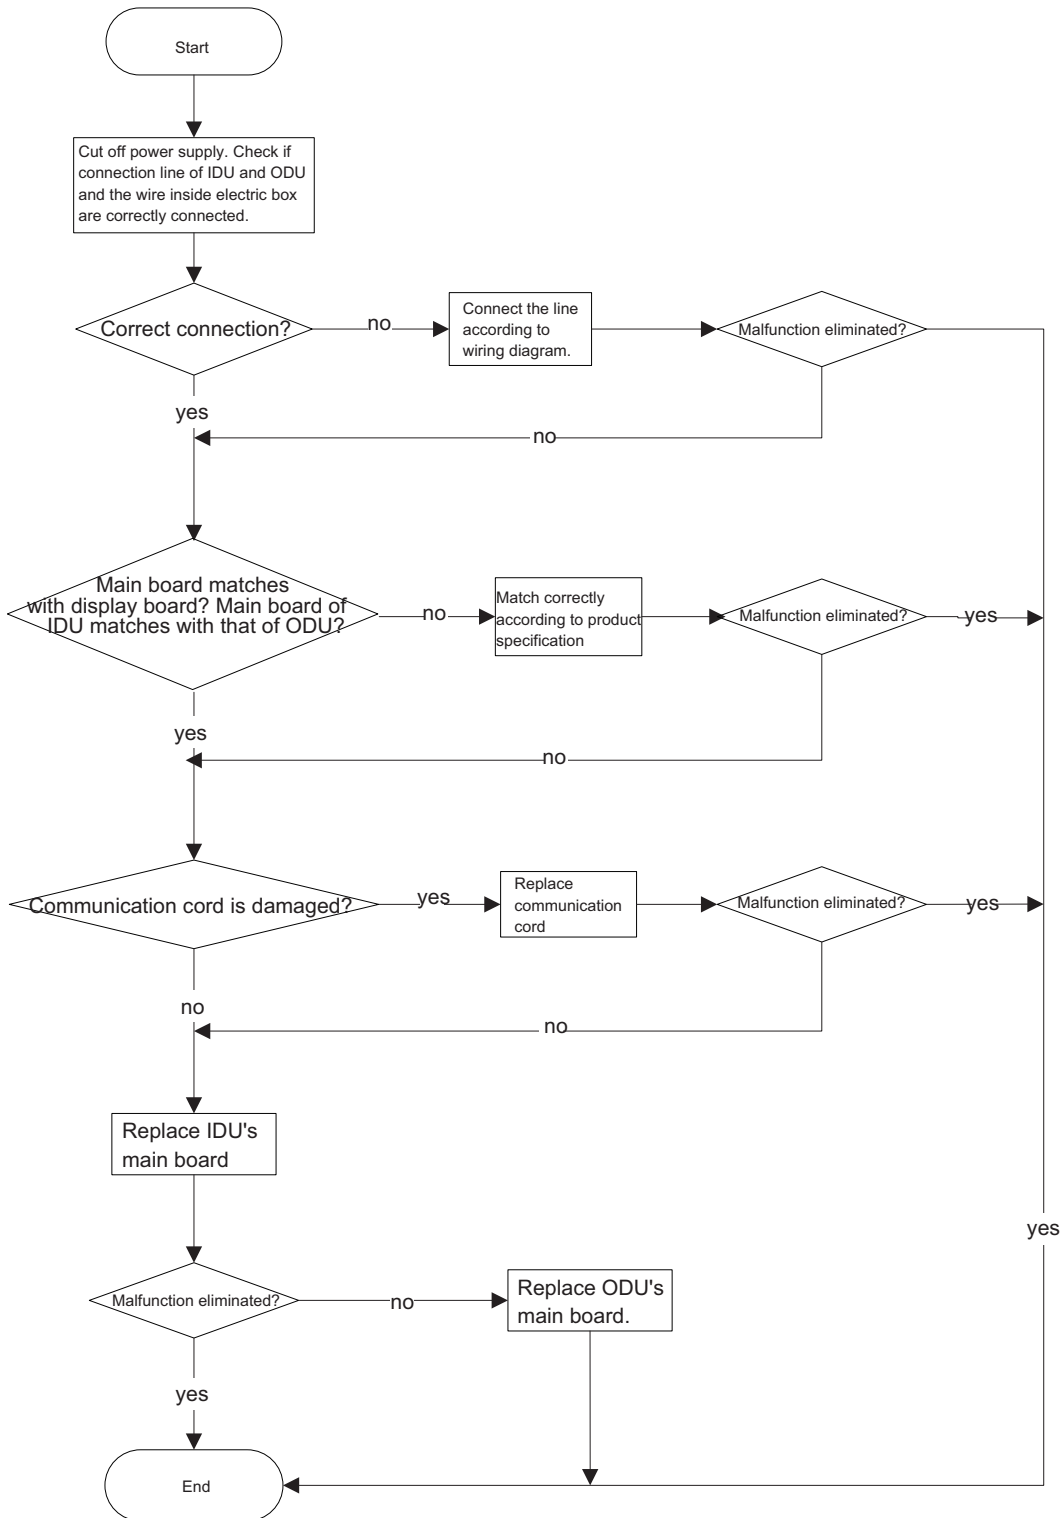 Start
Cut off power supply. Check if
connection line of IDU and ODU
and the wire inside electric box
are correctly connected.
Correct connection?
no
Connect the line
according to
wiring diagram.
Malfunction eliminated?
yes
no
Main board matches
with display board? Main board of
IDU matches with that of ODU?
no
Match correctly
according to product
specification
Malfunction eliminated?
yes
yes
no
Communication cord is damaged?
yes
Replace
communication
cord
Malfunction eliminated?
yes
no
no
Replace IDU's
main board
yes
Malfunction eliminated?
no
Replace ODU's
main board.
yes
End